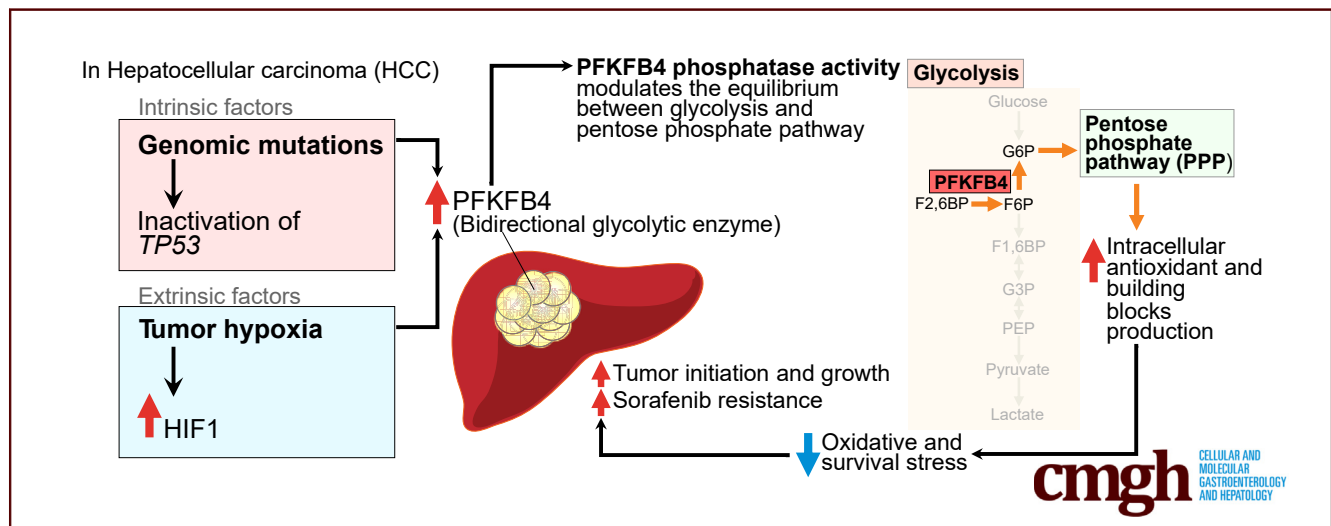 In Hepatocellular carcinoma (HCC)
Intrinsic factors
Genomic mutations
Inactivation of
TP53
Extrinsic factors
Tumor hypoxia
HIF1
PFKFB4
(Bidirectional glycolytic enzyme)
PFKFB4 phosphatase activity
modulates the equilibrium
between glycolysis and
pentose phosphate pathway
Glycolysis
Glucose
G6P
PFKFB4
F2,6BP
F6P
F1,6BP
G3P
PEP
Pyruvate
Lactate
Pentose
phosphate
pathway (PPP)
Intracellular
antioxidant and
building
blocks
production
Oxidative and
survival stress
Tumor initiation and growth
Sorafenib resistance
cmgh
CELLULAR AND
MOLECULAR
GASTROENTEROLOGY
AND HEPATOLOGY